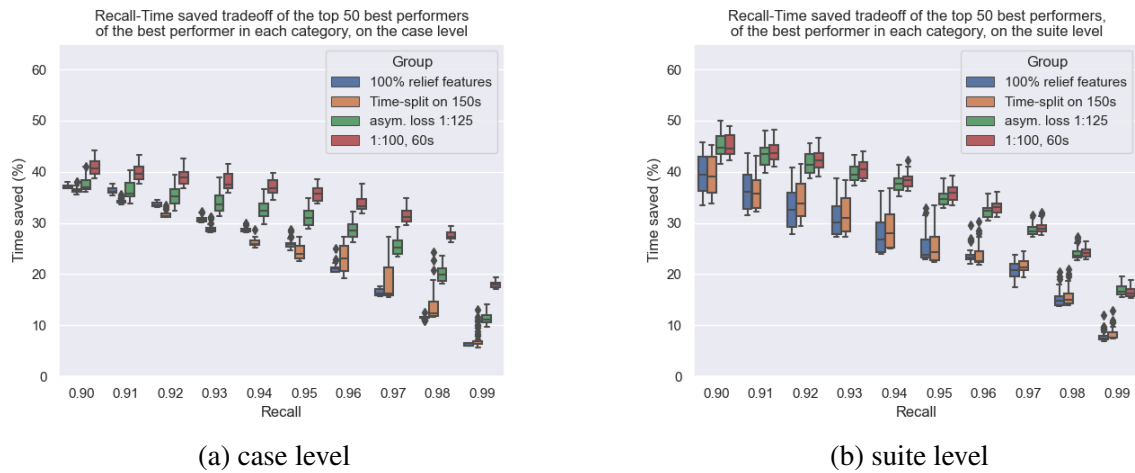 Recall-Time saved tradeoff of the top 50 best performers
of the best performer in each category, on the case level
Time saved (%)
60
50
40
30
20
10
0
Group
100% relief features
Time-split on 150s
asym. loss 1:125
1:100, 60s
0.90 0.91 0.92 0.93 0.94 0.95 0.96 0.97 0.98 0.99
Recall
(a) case level
Recall-Time saved tradeoff of the top 50 best performers,
of the best performer in each category, on the suite level
Time saved (%)
60
50
40
30
20
10
0
Group
100% relief features
Time-split on 150s
asym. loss 1:125
1:100, 60s
0.90 0.91 0.92 0.93 0.94 0.95 0.96 0.97 0.98 0.99
Recall
(b) suite level